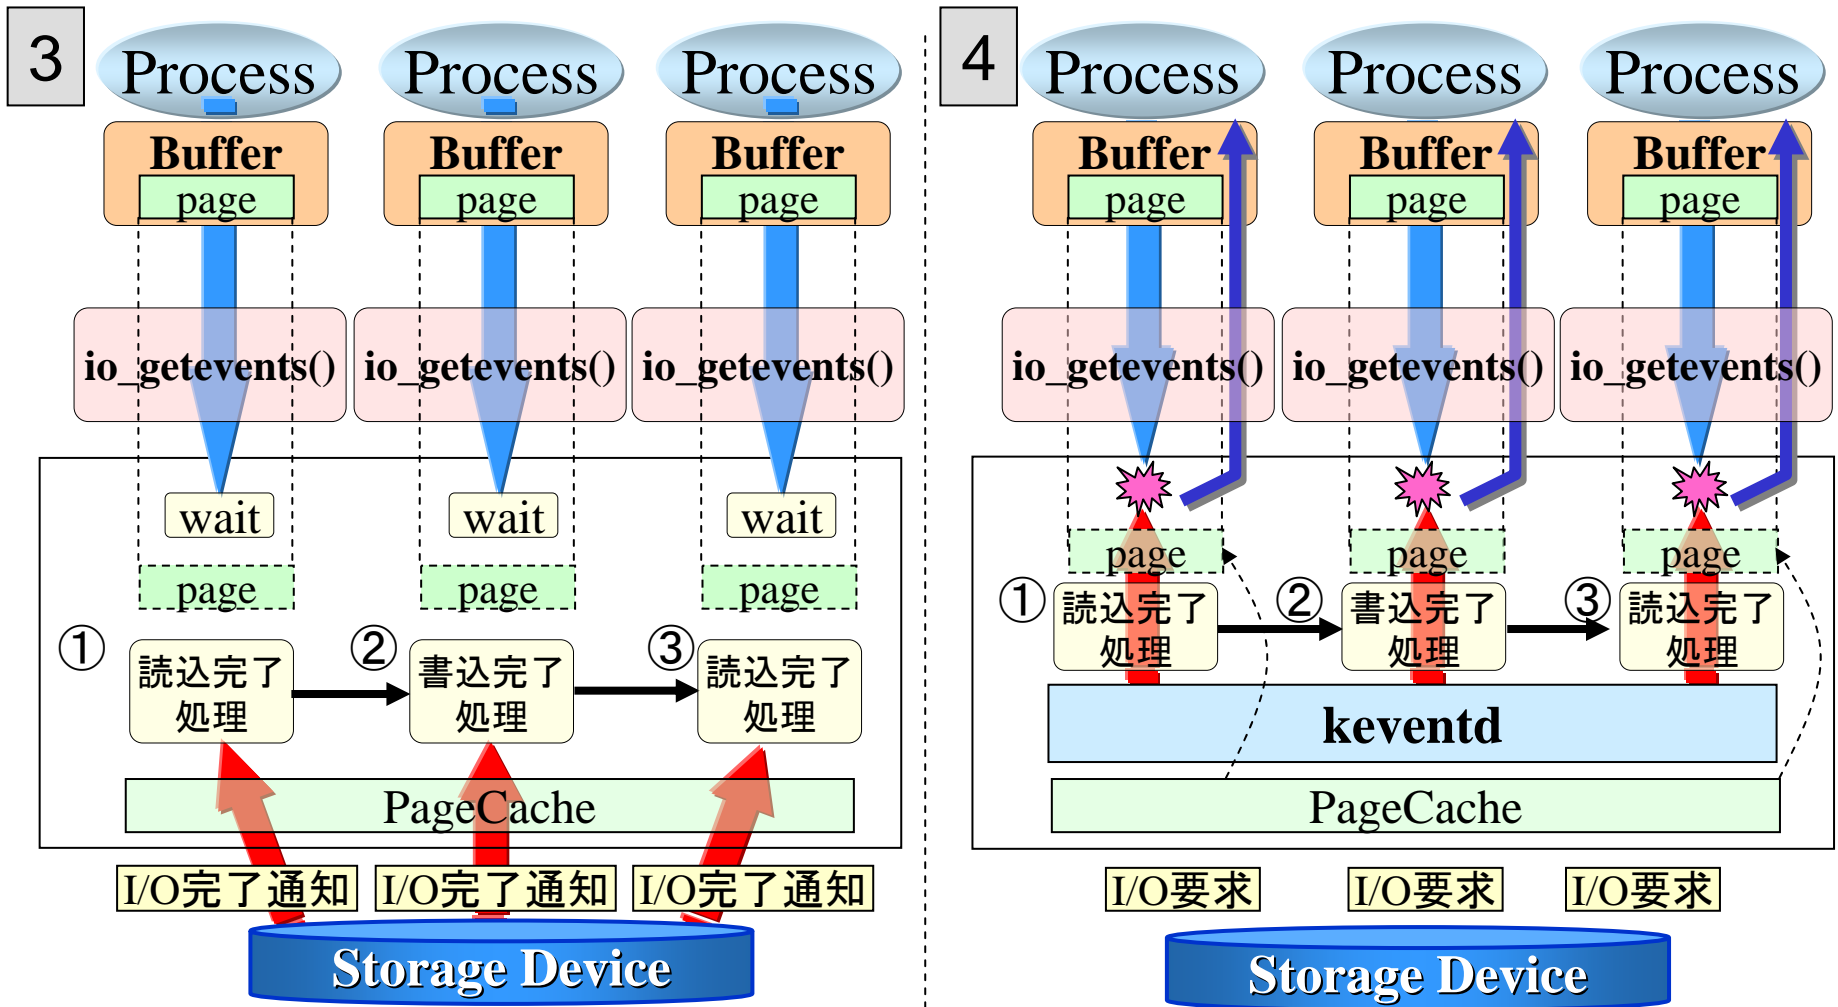 3
Process Process Process
Buffer Buffer Buffer
page page page
io_getevents() io_getevents() io_getevents()
wait wait wait
page page page
① ② ③
読込完了 書込完了 読込完了
処理 処理 処理
PageCache
I/O完了通知 I/O完了通知 I/O完了通知
Storage Device
4
Process Process Process
Buffer Buffer Buffer
page page page
io_getevents() io_getevents() io_getevents()
page page page
① 読込完了 ② 書込完了 ③ 読込完了
処理 処理 処理
keventd
PageCache
I/O要求 I/O要求 I/O要求
Storage Device